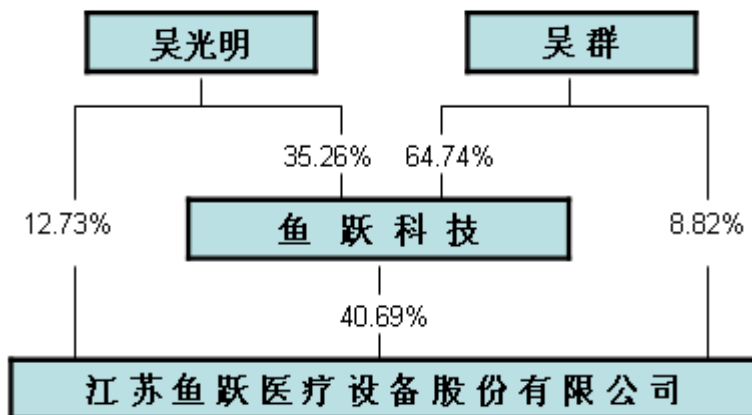 吴光明 吴群
35.26% 64.74%
12.73% 鱼跃科技 8.82%
40.69%
江苏鱼跃医疗设备股份有限公司